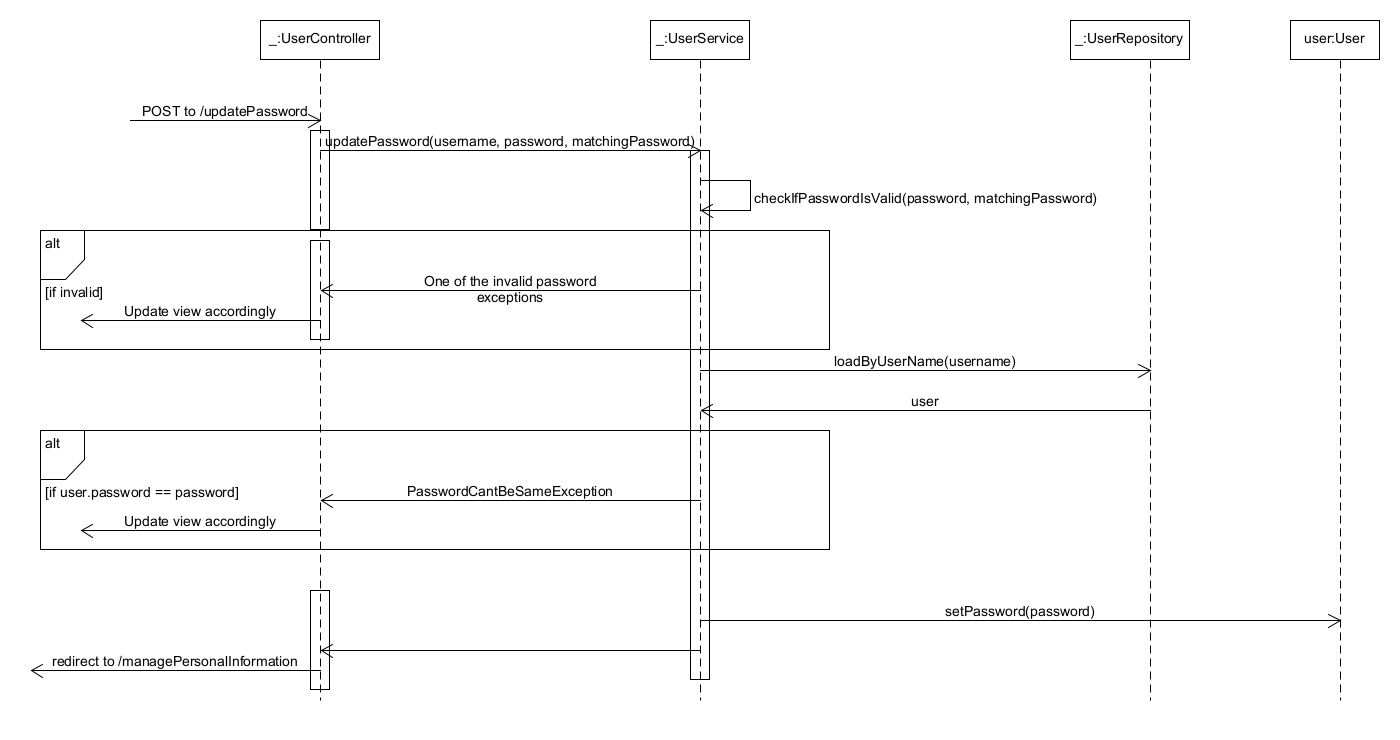 _:UserController
_:UserService
_:UserRepository
user:User
POST to /updatePassword
updatePassword(username, password, matchingPassword)
checkIfPasswordIsValid(password, matchingPassword)
alt
One of the invalid password
exceptions
[if invalid]
Update view accordingly
loadByUserName(username)
user
alt
[if user.password == password]
PasswordCantBeSameException
Update view accordingly
setPassword(password)
redirect to /managePersonalInformation